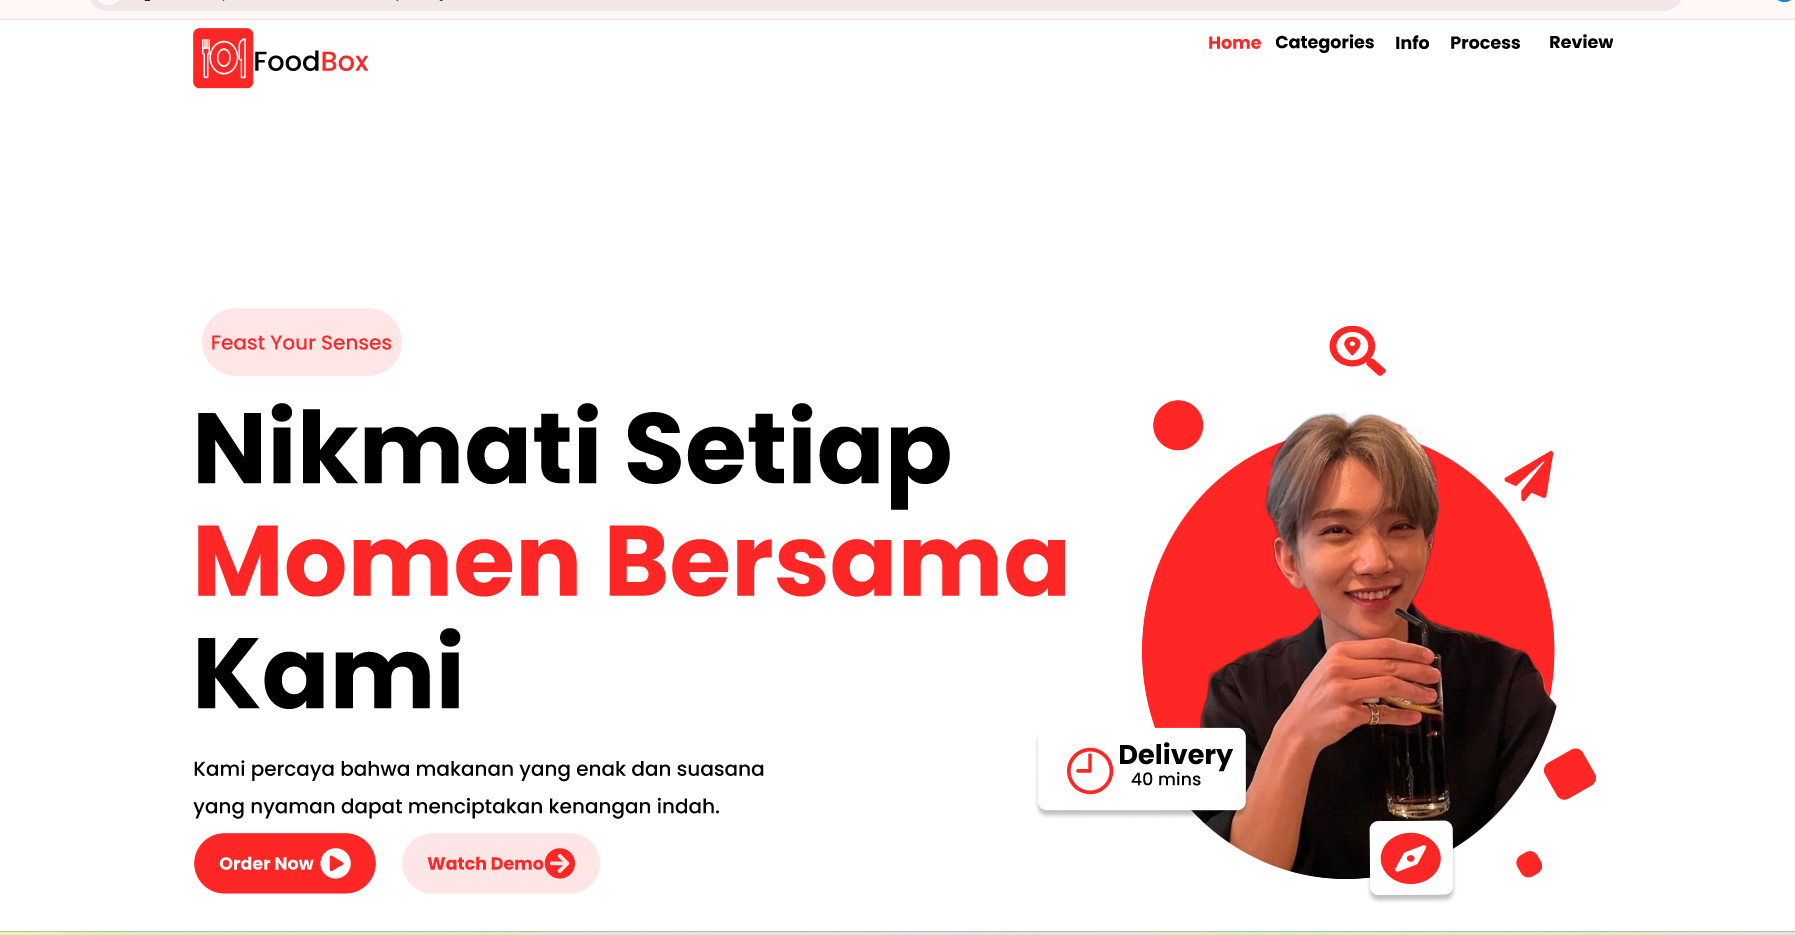 FoodBox
Home Categories Info Process Review
Feast Your Senses
Nikmati Setiap
Momen Bersama
Kami
Kami percaya bahwa makanan yang enak dan suasana
yang nyaman dapat menciptakan kenangan indah.
Order Now
Watch Demo
Delivery
40 mins